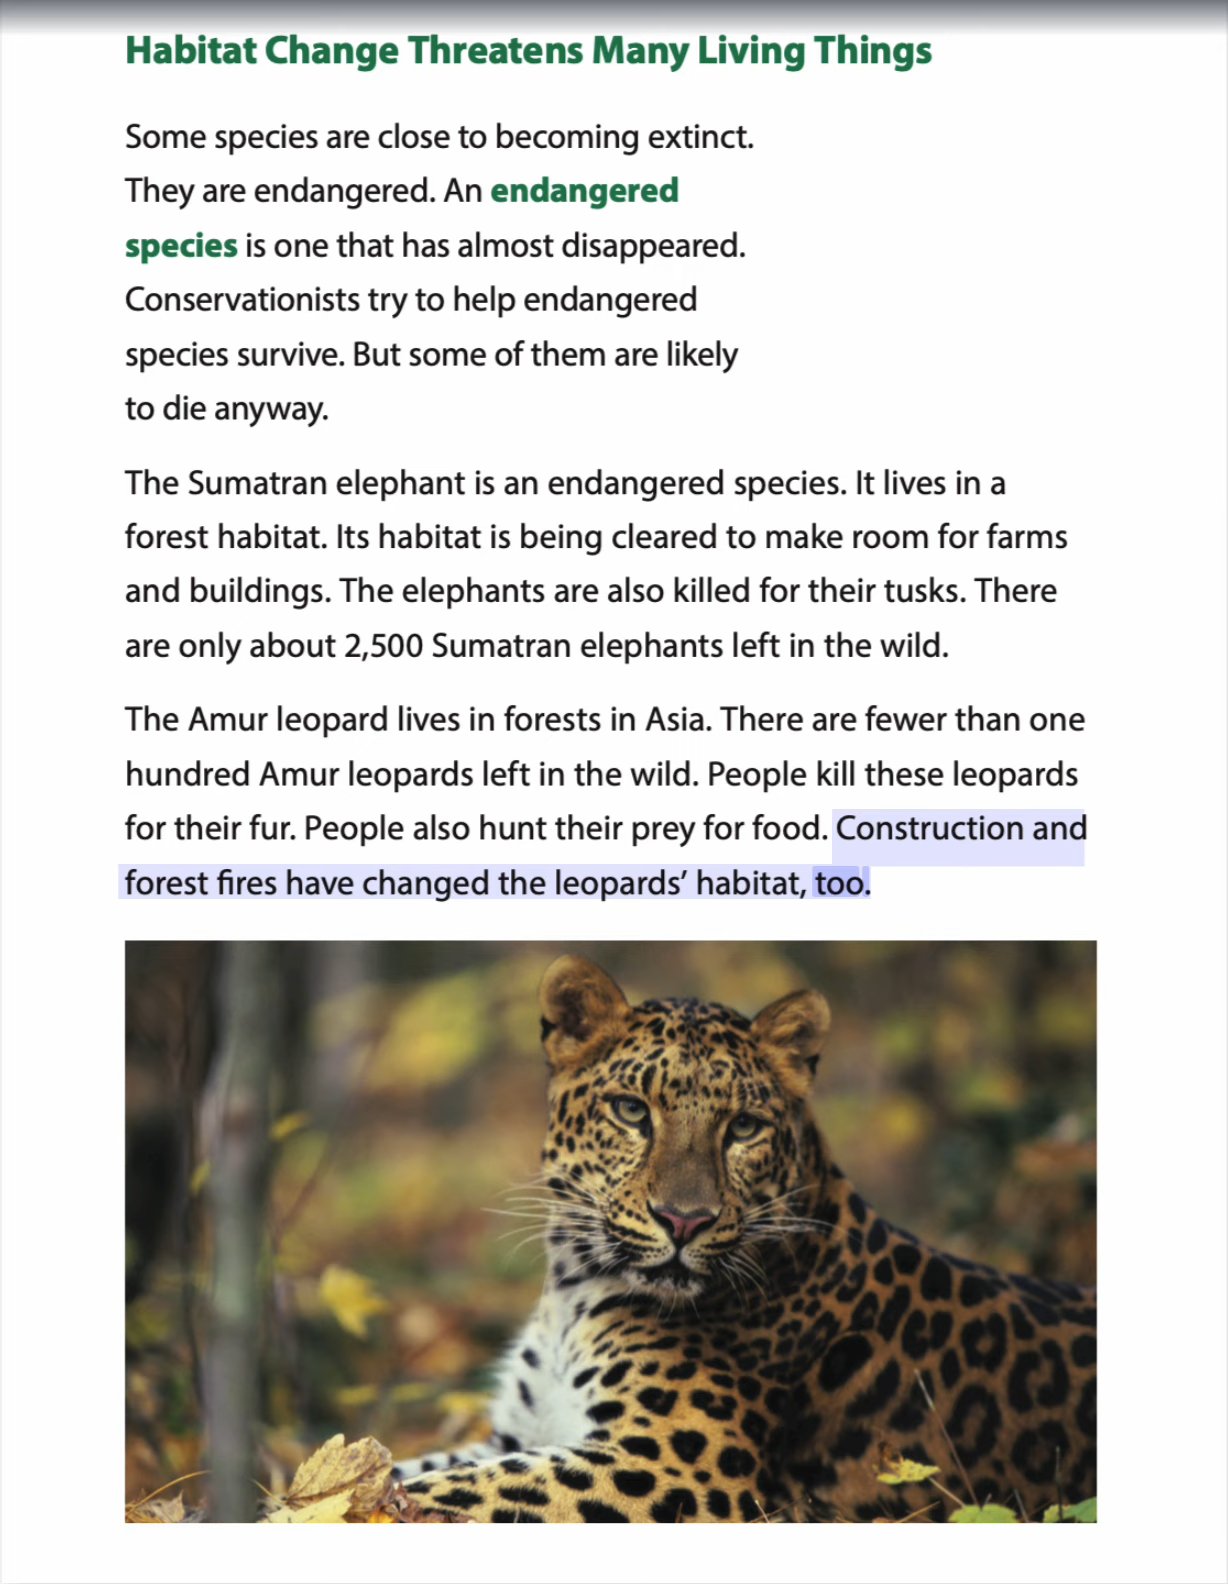 Habitat Change Threatens Many Living Things
Some species are close to becoming extinct.
They are endangered. An endangered
species is one that has almost disappeared.
Conservationists try to help endangered
species survive. But some of them are likely
to die anyway.
The Sumatran elephant is an endangered species. It lives in a
forest habitat. Its habitat is being cleared to make room for farms
and buildings. The elephants are also killed for their tusks. There
are only about 2,500 Sumatran elephants left in the wild.
The Amur leopard lives in forests in Asia. There are fewer than one
hundred Amur leopards left in the wild. People kill these leopards
for their fur. People also hunt their prey for food. Construction and
forest fires have changed the leopards’ habitat, too.